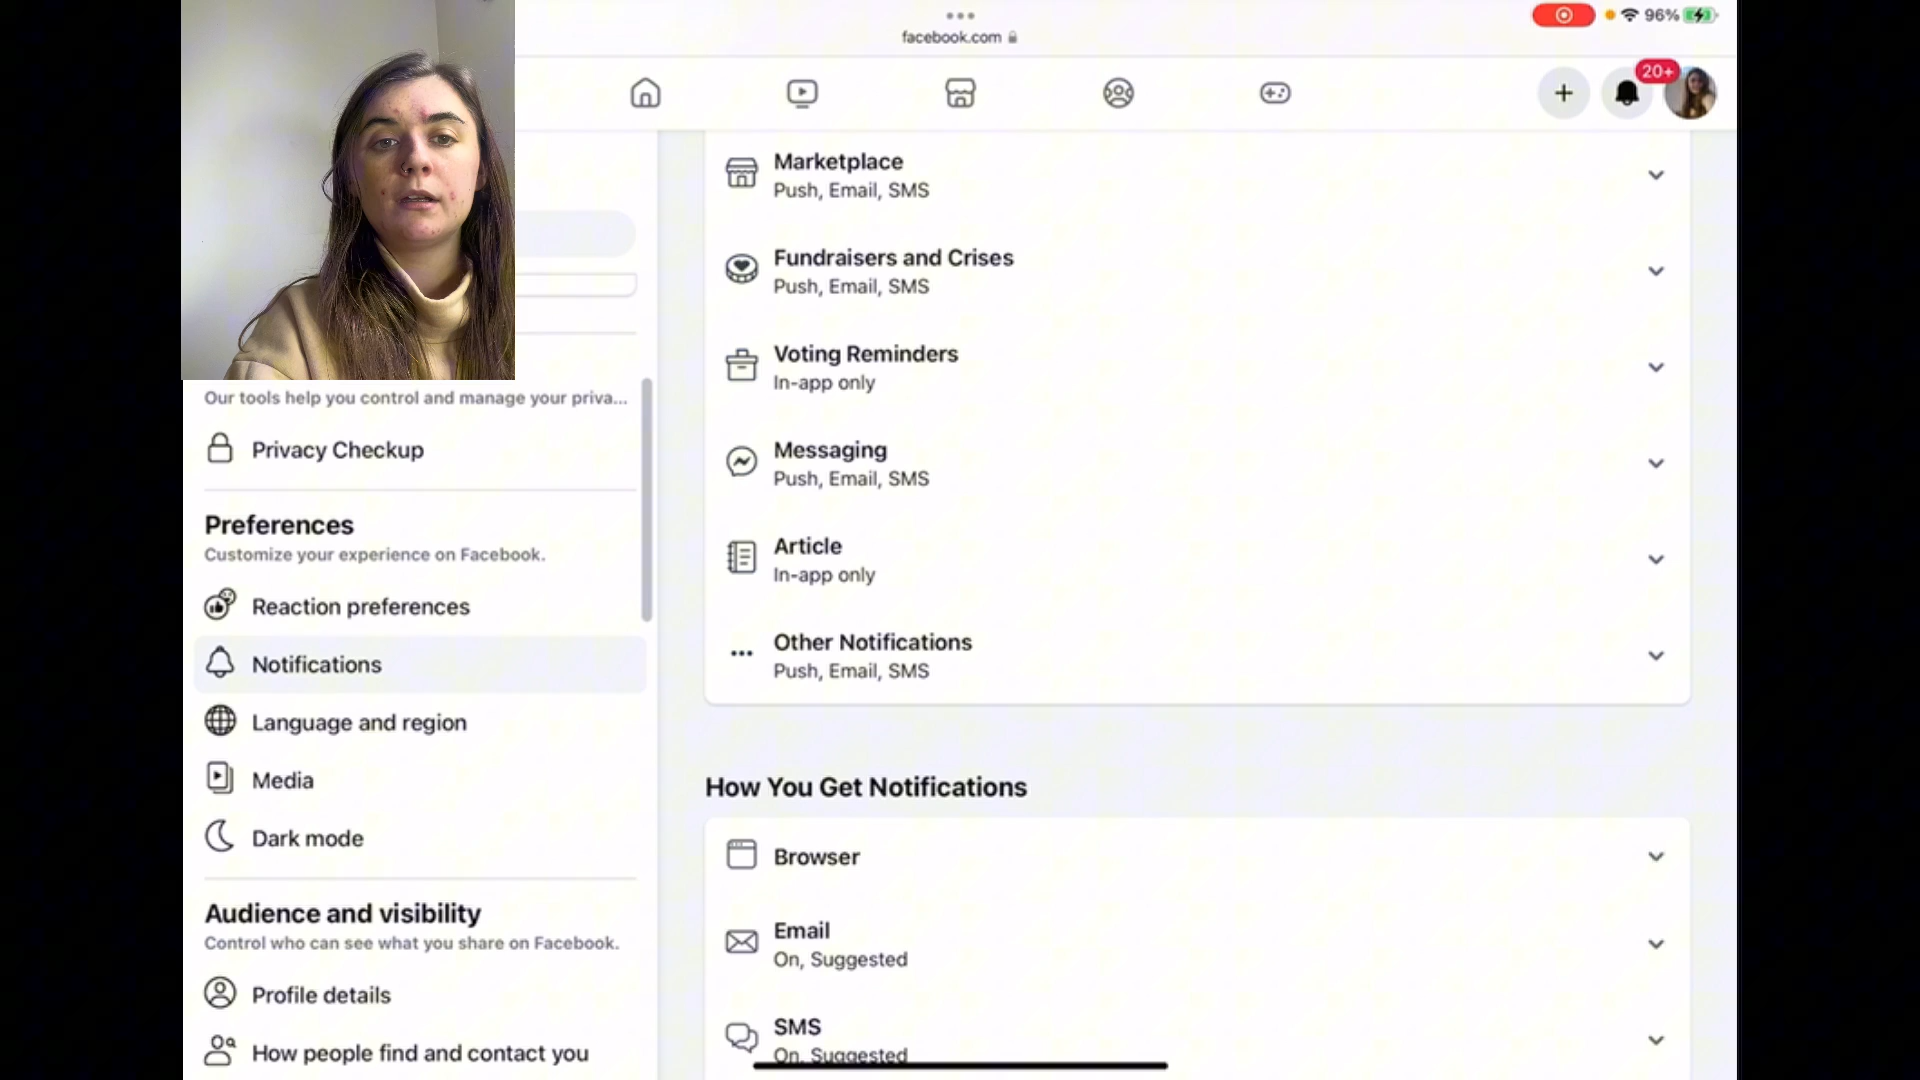 facebook.com
96%
20+
Our tools help you control and manage your priva...
Privacy Checkup
Preferences
Customize your experience on Facebook.
Reaction preferences
Notifications
Language and region
Media
Dark mode
Audience and visibility
Control who can see what you share on Facebook.
Profile details
How people find and contact you
Marketplace
Push, Email, SMS
Fundraisers and Crises
Push, Email, SMS
Voting Reminders
In-app only
Messaging
Push, Email, SMS
Article
In-app only
Other Notifications
Push, Email, SMS
How You Get Notifications
Browser
Email
On, Suggested
SMS
On, Suggested